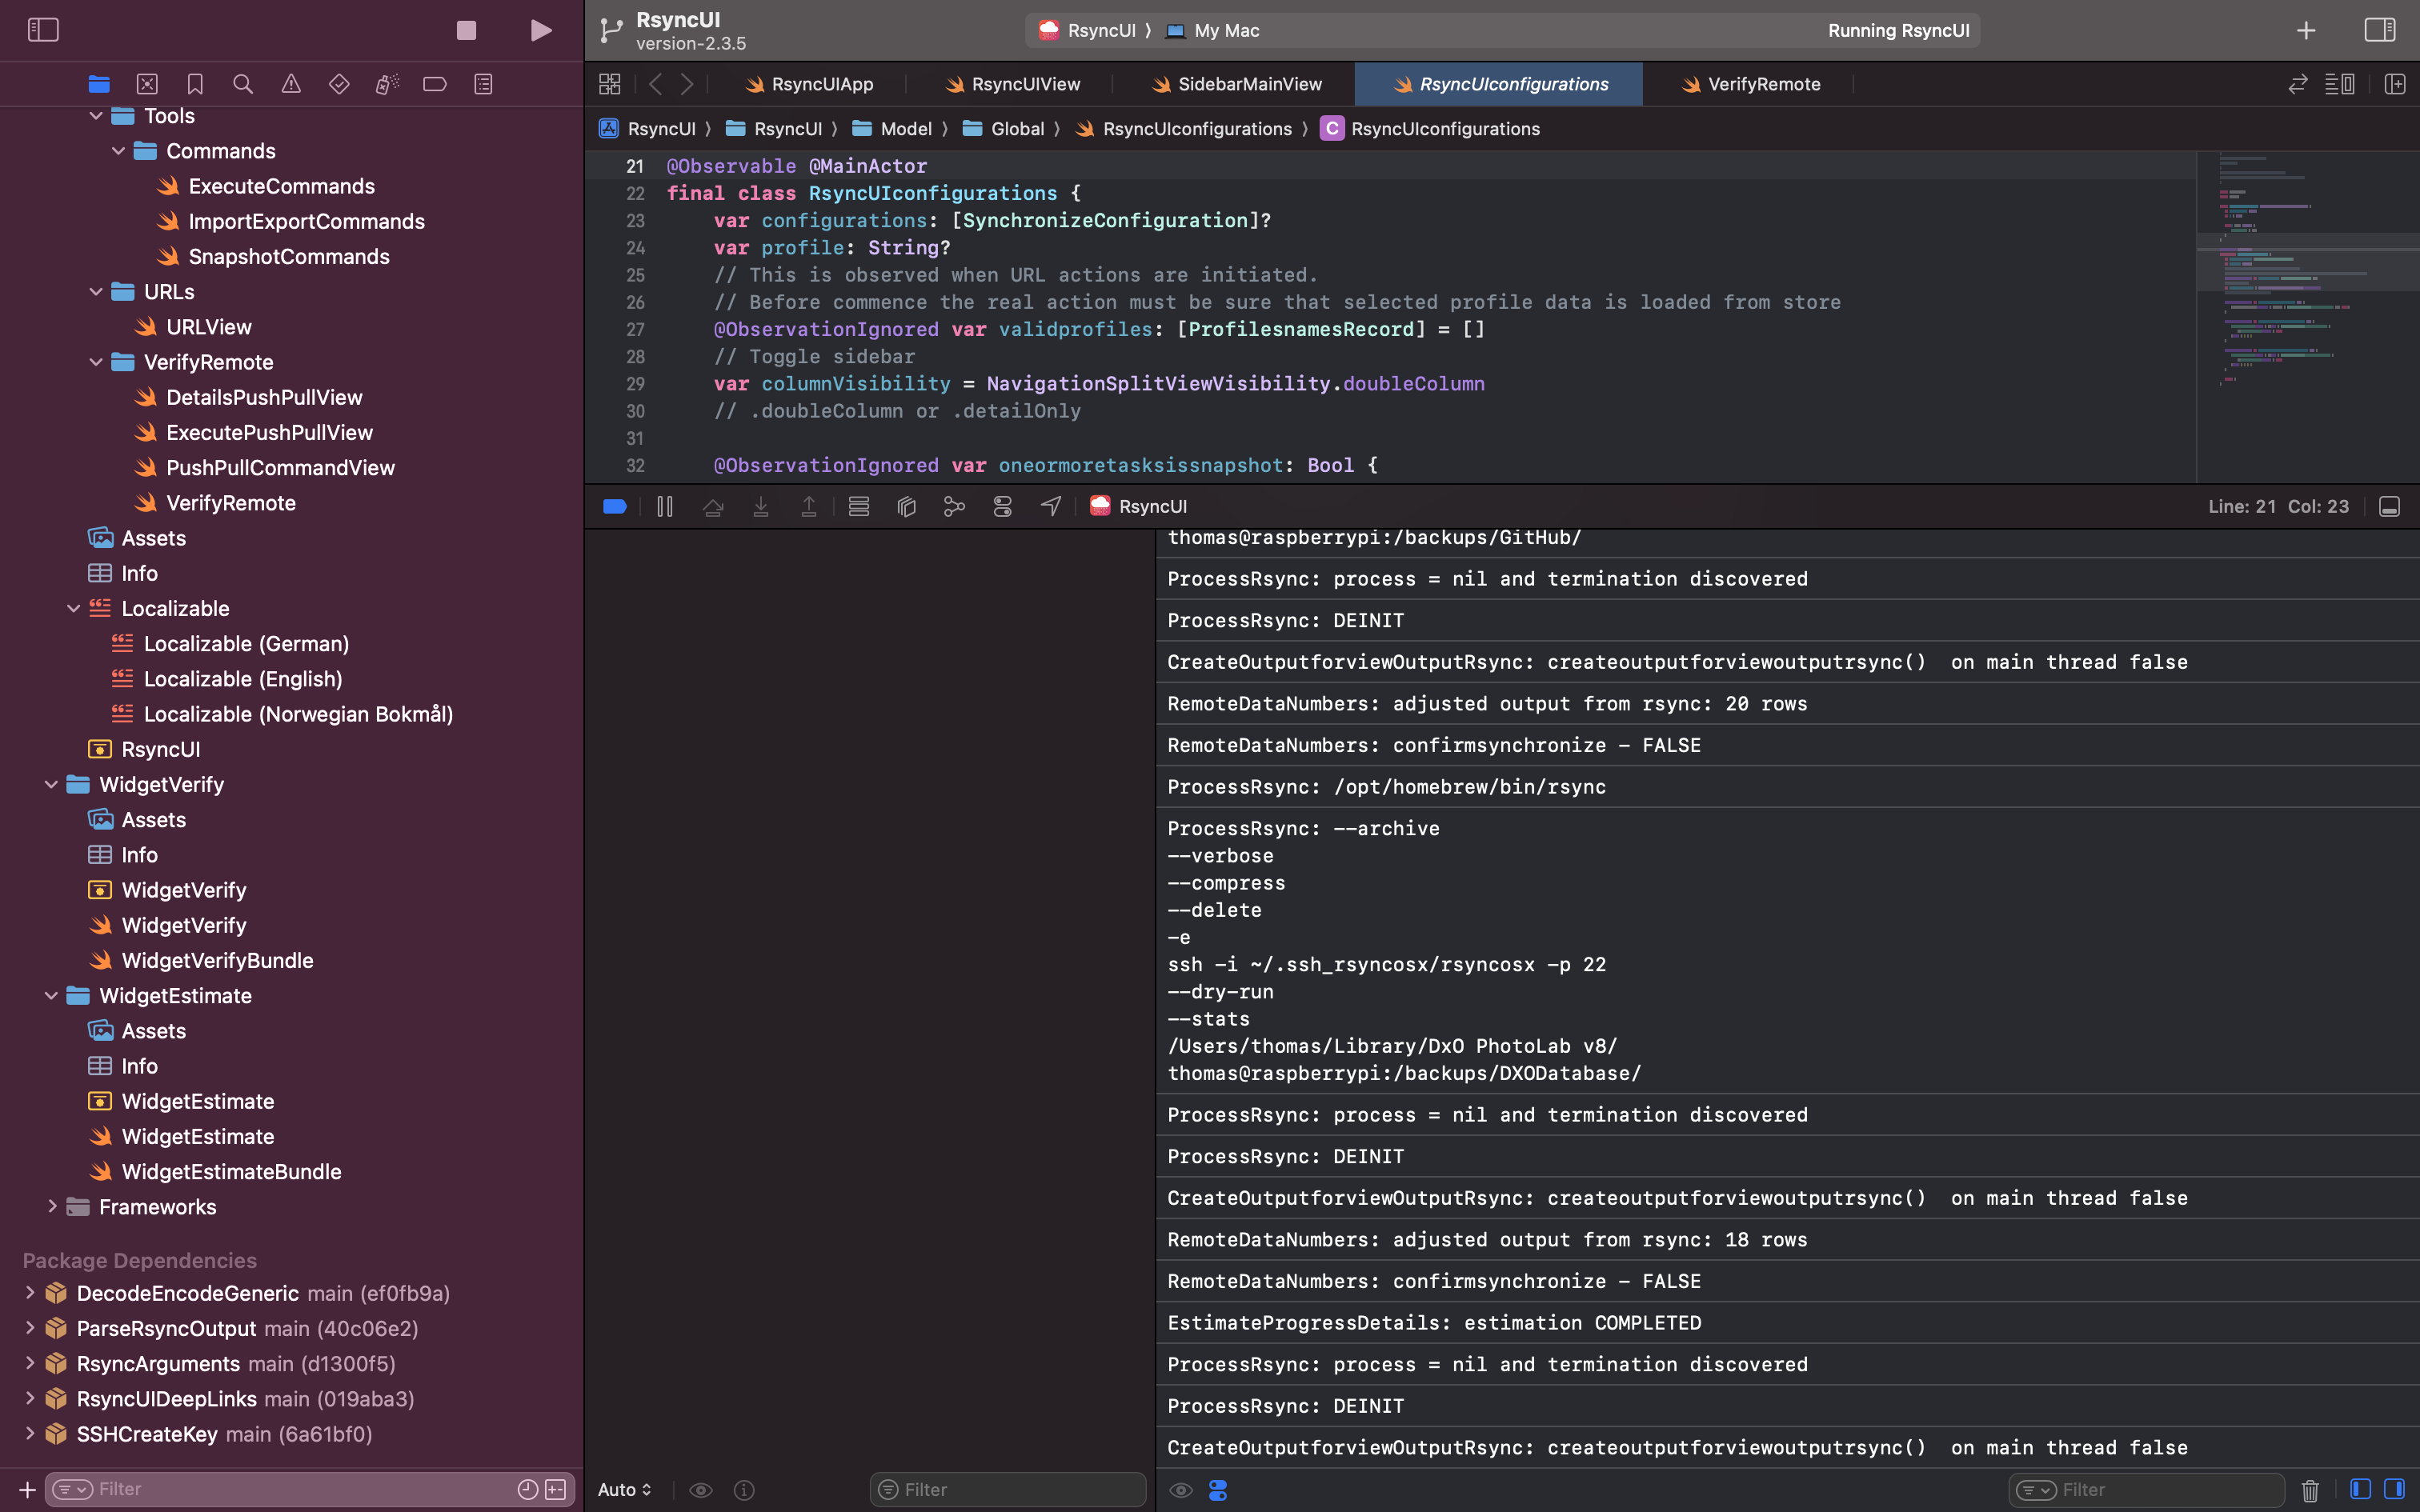 RsyncUI
version-2.3.5
RsyncUI ⟩ My Mac
Running RsyncUI
RsyncUIApp
RsyncUIView
SidebarMainView
RsyncUIconfigurations
VerifyRemote
RsyncUI ⟩ RsyncUI ⟩ Model ⟩ Global ⟩ RsyncUIconfigurations ⟩ C RsyncUIconfigurations
Tools
Commands
ExecuteCommands
ImportExportCommands
SnapshotCommands
URLs
URLView
VerifyRemote
DetailsPushPullView
ExecutePushPullView
PushPullCommandView
VerifyRemote
Assets
Info
Localizable
Localizable (German)
Localizable (English)
Localizable (Norwegian Bokmål)
RsyncUI
WidgetVerify
Assets
Info
WidgetVerify
WidgetVerify
WidgetVerifyBundle
WidgetEstimate
Assets
Info
WidgetEstimate
WidgetEstimate
WidgetEstimateBundle
Frameworks
Package Dependencies
DecodeEncodeGeneric main (ef0fb9a)
ParseRsyncOutput main (40c06e2)
RsyncArguments main (d1300f5)
RsyncUIDeepLinks main (019aba3)
SSHCreateKey main (6a61bf0)
Filter
21 @Observable @MainActor
22 final class RsyncUIconfigurations {
23 var configurations: [SynchronizeConfiguration]?
24 var profile: String?
25 // This is observed when URL actions are initiated.
26 // Before commence the real action must be sure that selected profile data is loaded from store
27 @ObservationIgnored var validprofiles: [ProfilesnamesRecord] = []
28 // Toggle sidebar
29 var columnVisibility = NavigationSplitViewVisibility.doubleColumn
30 // .doubleColumn or .detailOnly
31
32 @ObservationIgnored var oneormoretasksissnapshot: Bool {
RsyncUI
Line: 21 Col: 23
thomas@raspberrypi:/backups/GitHub/
ProcessRsync: process = nil and termination discovered
ProcessRsync: DEINIT
CreateOutputforviewOutputRsync: createoutputforviewoutputrsync()  on main thread false
RemoteDataNumbers: adjusted output from rsync: 20 rows
RemoteDataNumbers: confirmsynchronize - FALSE
ProcessRsync: /opt/homebrew/bin/rsync
ProcessRsync: --archive
--verbose
--compress
--delete
-e
ssh -i ~/.ssh_rsyncosx/rsyncosx -p 22
--dry-run
--stats
/Users/thomas/Library/DxO PhotoLab v8/
thomas@raspberrypi:/backups/DXODatabase/
ProcessRsync: process = nil and termination discovered
ProcessRsync: DEINIT
CreateOutputforviewOutputRsync: createoutputforviewoutputrsync()  on main thread false
RemoteDataNumbers: adjusted output from rsync: 18 rows
RemoteDataNumbers: confirmsynchronize - FALSE
EstimateProgressDetails: estimation COMPLETED
ProcessRsync: process = nil and termination discovered
ProcessRsync: DEINIT
CreateOutputforviewOutputRsync: createoutputforviewoutputrsync()  on main thread false
Auto
Filter
Filter